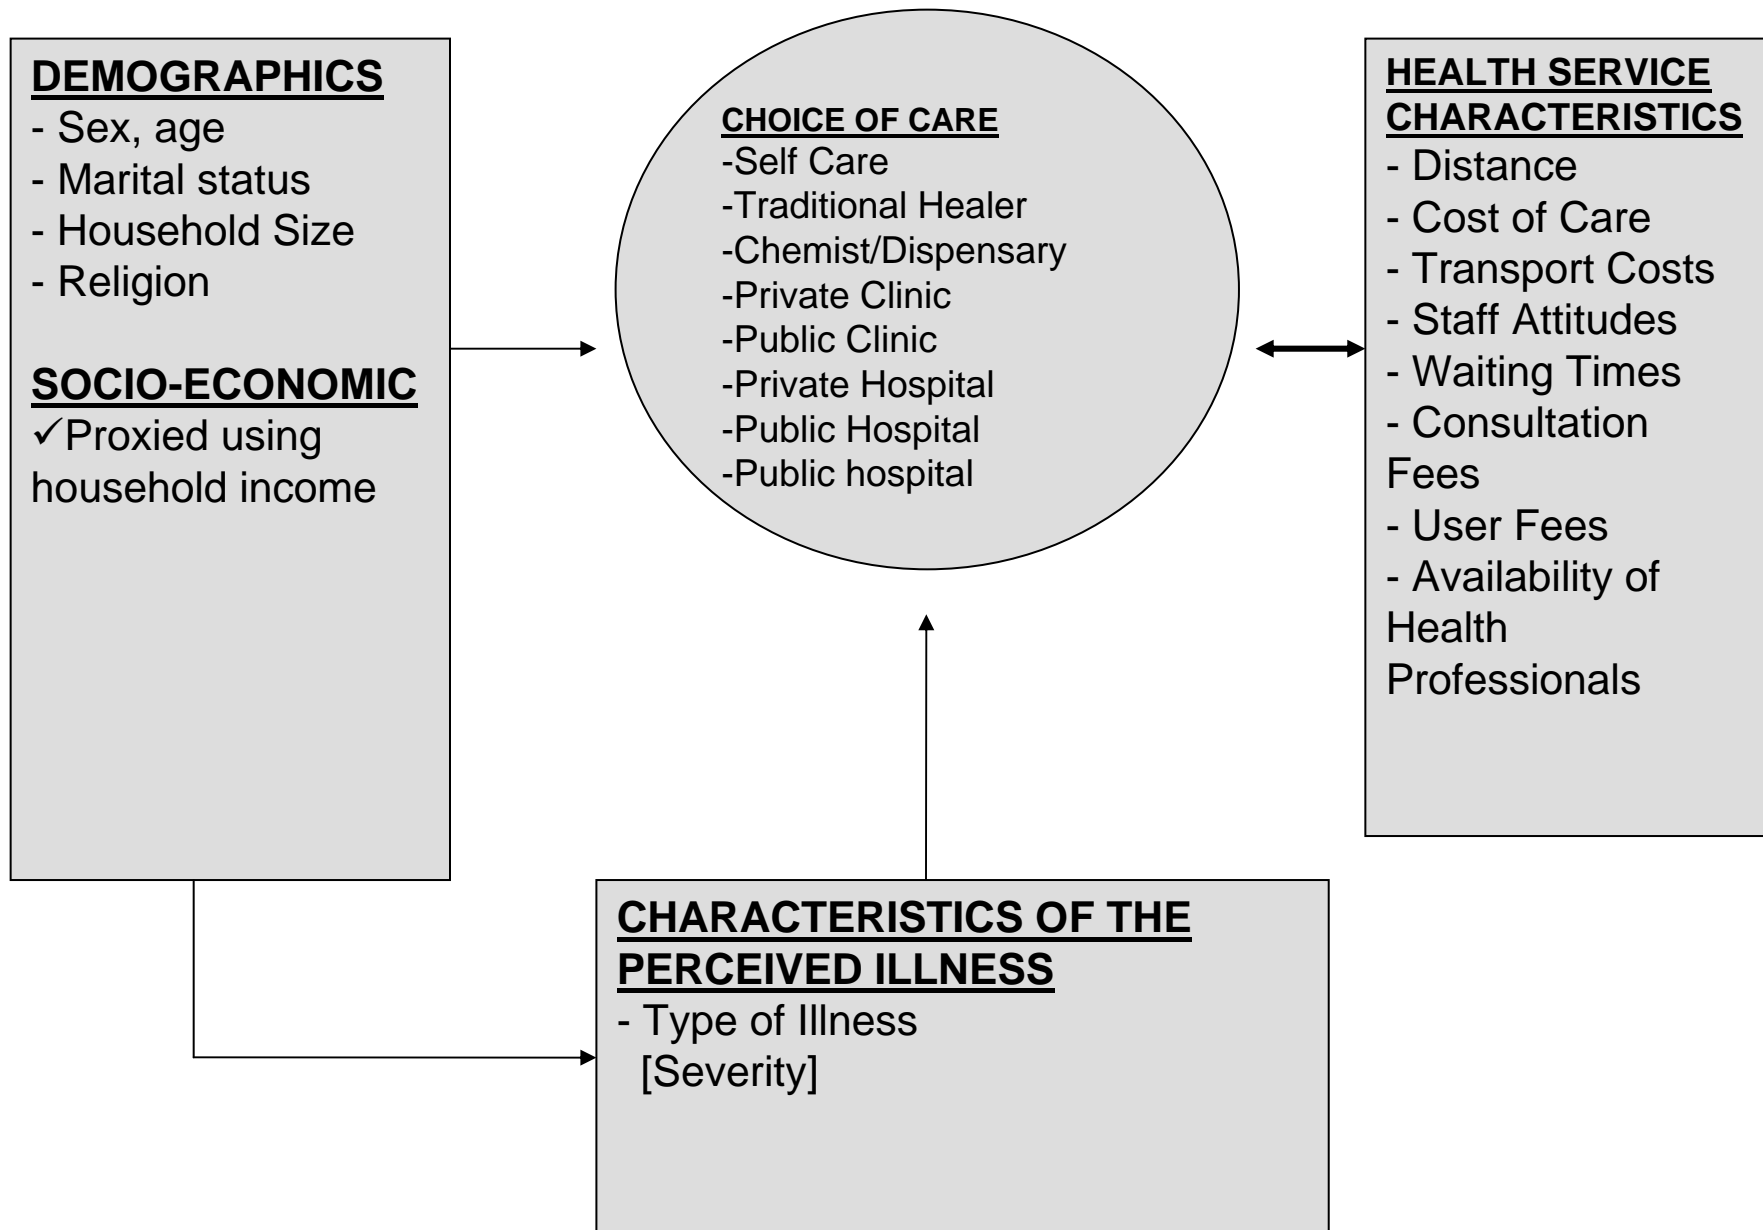 DEMOGRAPHICS
- Sex, age
- Marital status
- Household Size
- Religion
SOCIO-ECONOMIC
✓Proxied using
household income
CHOICE OF CARE
-Self Care
-Traditional Healer
-Chemist/Dispensary
-Private Clinic
-Public Clinic
-Private Hospital
-Public Hospital
-Public hospital
HEALTH SERVICE
CHARACTERISTICS
- Distance
- Cost of Care
- Transport Costs
- Staff Attitudes
- Waiting Times
- Consultation
Fees
- User Fees
- Availability of
Health
Professionals
CHARACTERISTICS OF THE
PERCEIVED ILLNESS
- Type of Illness
[Severity]